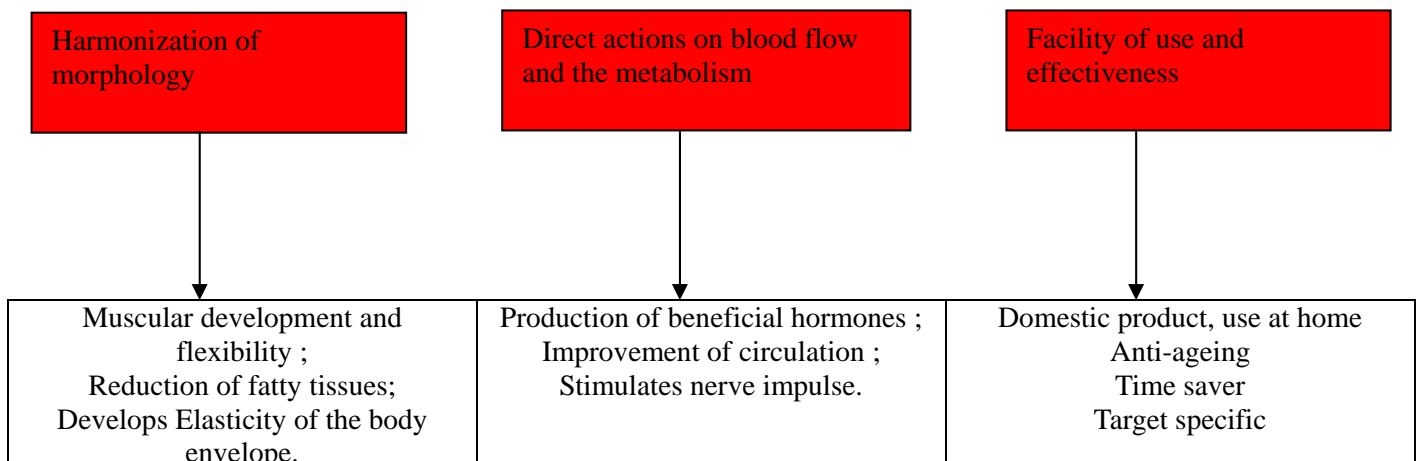 Harmonization of
morphology
Direct actions on blood flow
and the metabolism
Facility of use and
effectiveness
Muscular development and
flexibility ;
Reduction of fatty tissues;
Develops Elasticity of the body
envelope.
Production of beneficial hormones ;
Improvement of circulation ;
Stimulates nerve impulse.
Domestic product, use at home
Anti-ageing
Time saver
Target specific